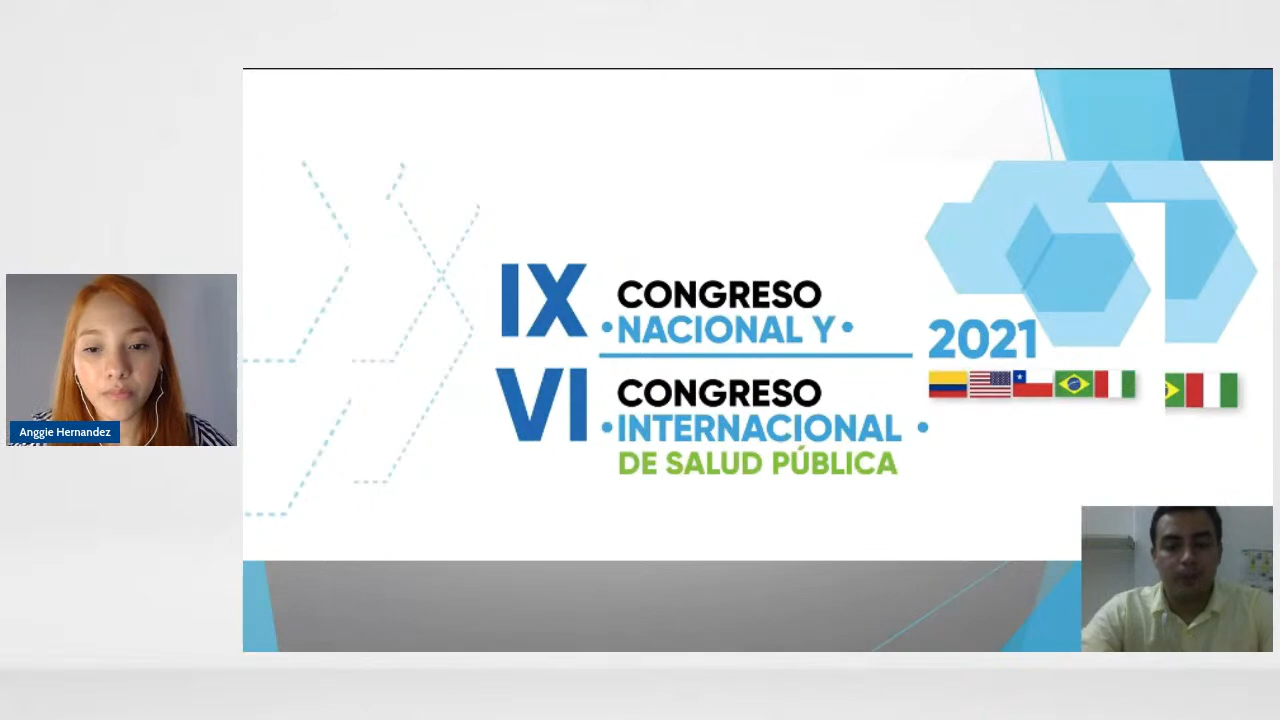 IX CONGRESO
•NACIONAL Y•
2021
VI CONGRESO
•INTERNACIONAL •
DE SALUD PÚBLICA
Anggie Hernandez